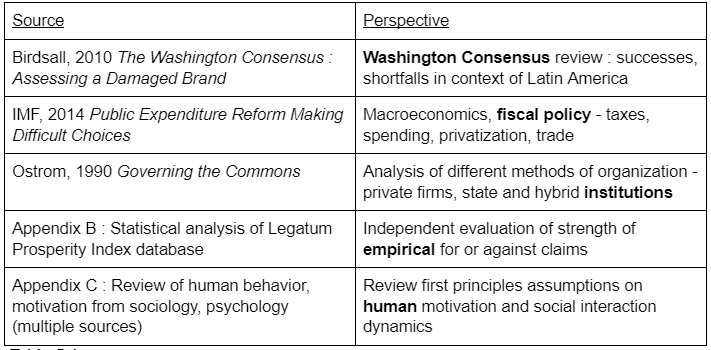 Source
Perspective
Birdsall, 2010 The Washington Consensus :
Assessing a Damaged Brand
Washington Consensus review : successes,
shortfalls in context of Latin America
IMF, 2014 Public Expenditure Reform Making
Difficult Choices
Macroeconomics, fiscal policy - taxes,
spending, privatization, trade
Ostrom, 1990 Governing the Commons
Analysis of different methods of organization -
private firms, state and hybrid institutions
Appendix B : Statistical analysis of Legatum
Prosperity Index database
Independent evaluation of strength of
empirical for or against claims
Appendix C : Review of human behavior,
motivation from sociology, psychology
(multiple sources)
Review first principles assumptions on
human motivation and social interaction
dynamics